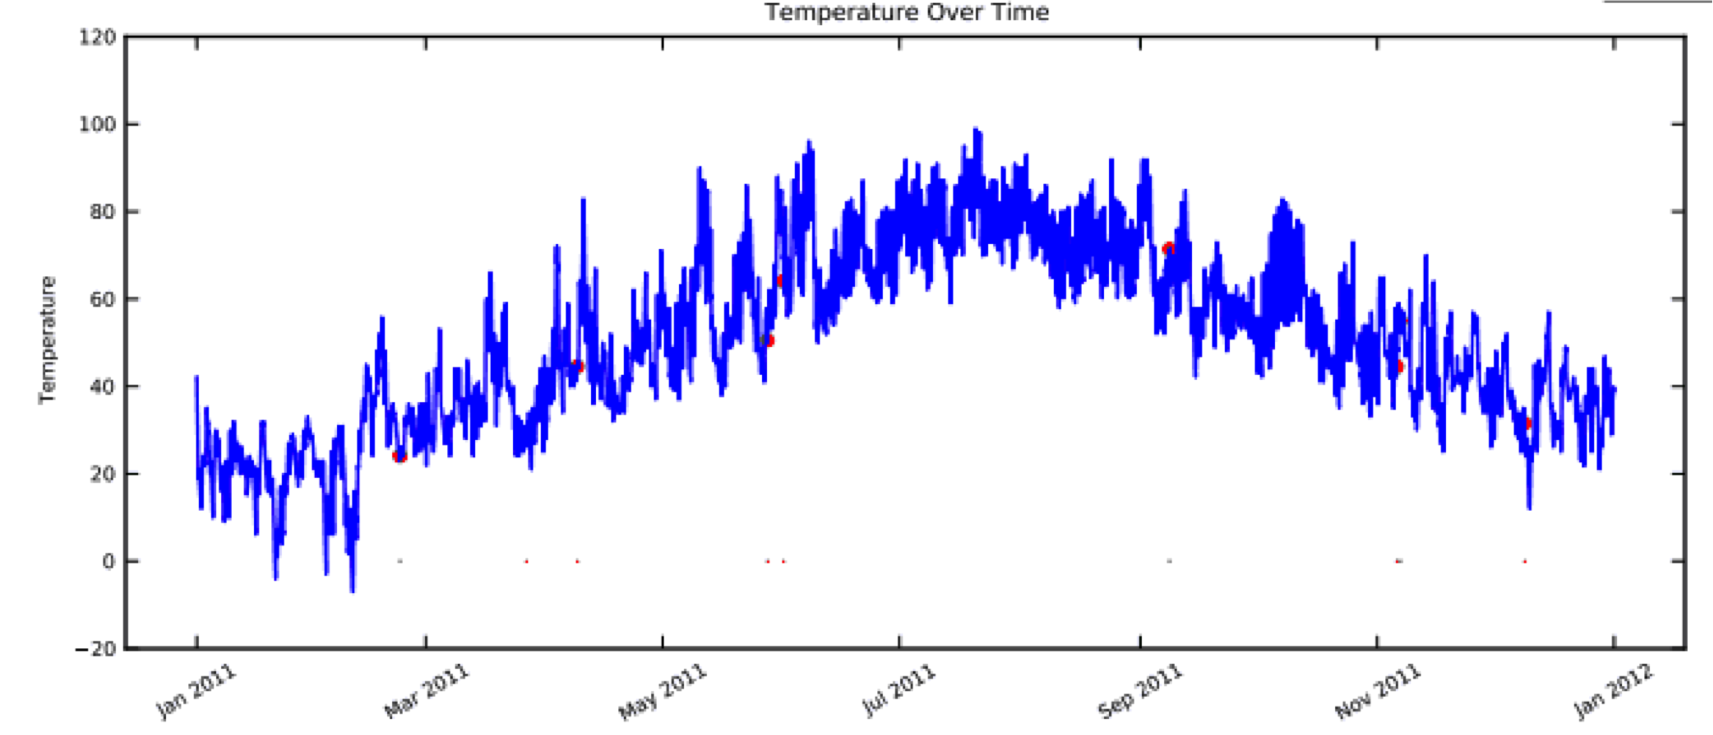 Temperature Over Time
120
100
80
60
40
20
0
−20
Temperature
Jan 2011
Mar 2011
May 2011
Jul 2011
Sep 2011
Nov 2011
Jan 2012